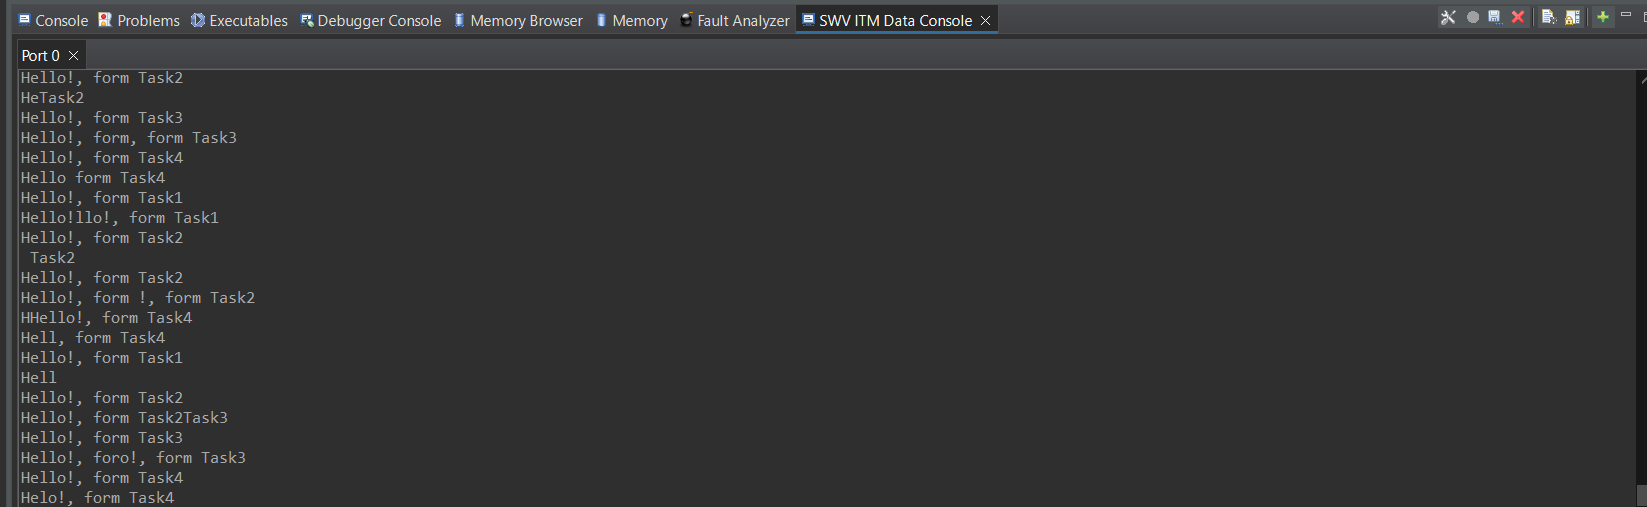 Console Problems Executables Debugger Console Memory Browser Memory Fault Analyzer SWV ITM Data Console
Port 0
Hello!, form Task2
HeTask2
Hello!, form Task3
Hello!, form, form Task3
Hello!, form Task4
Hello form Task4
Hello!, form Task1
Hello!llo!, form Task1
Hello!, form Task2
Task2
Hello!, form Task2
Hello!, form !, form Task2
HHello!, form Task4
Hell, form Task4
Hello!, form Task1
Hell
Hello!, form Task2
Hello!, form Task2Task3
Hello!, form Task3
Hello!, foro!, form Task3
Hello!, form Task4
Helo!, form Task4